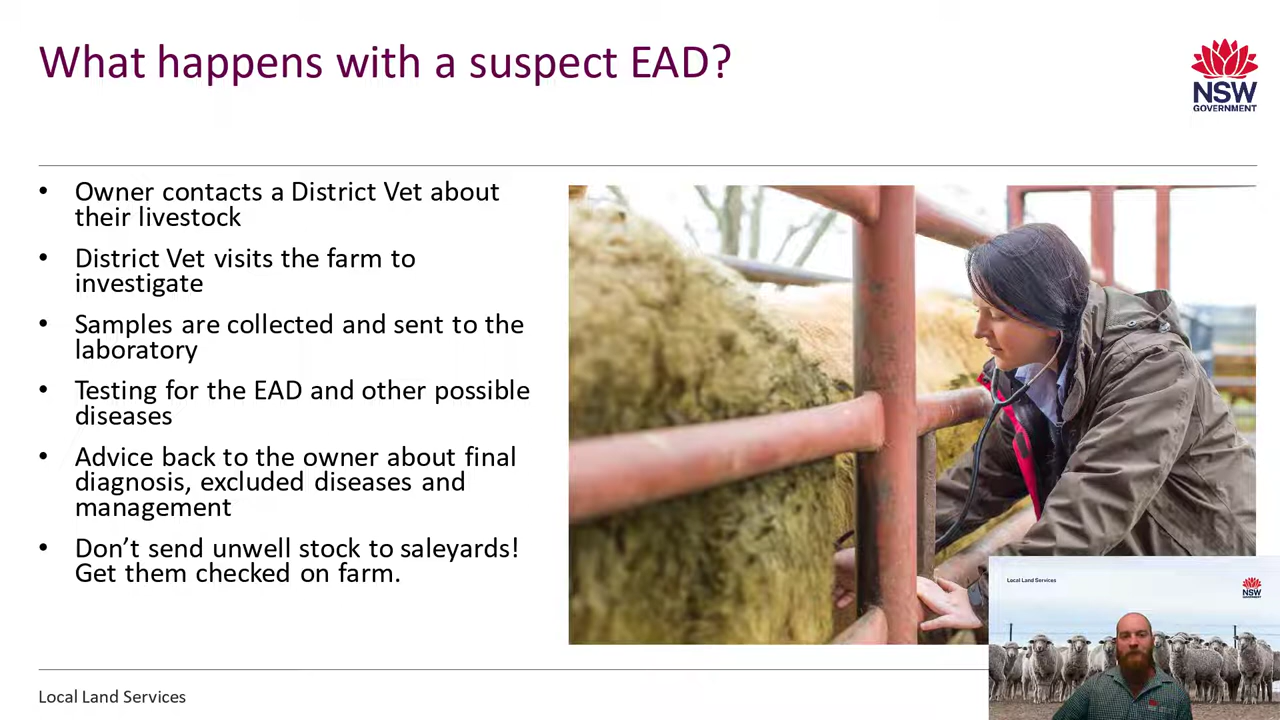 What happens with a suspect EAD?
NSW
GOVERNMENT
• Owner contacts a District Vet about
their livestock
• District Vet visits the farm to
investigate
• Samples are collected and sent to the
laboratory
• Testing for the EAD and other possible
diseases
• Advice back to the owner about final
diagnosis, excluded diseases and
management
• Don’t send unwell stock to saleyards!
Get them checked on farm.
Local Land Services
Local Land Services
NSW